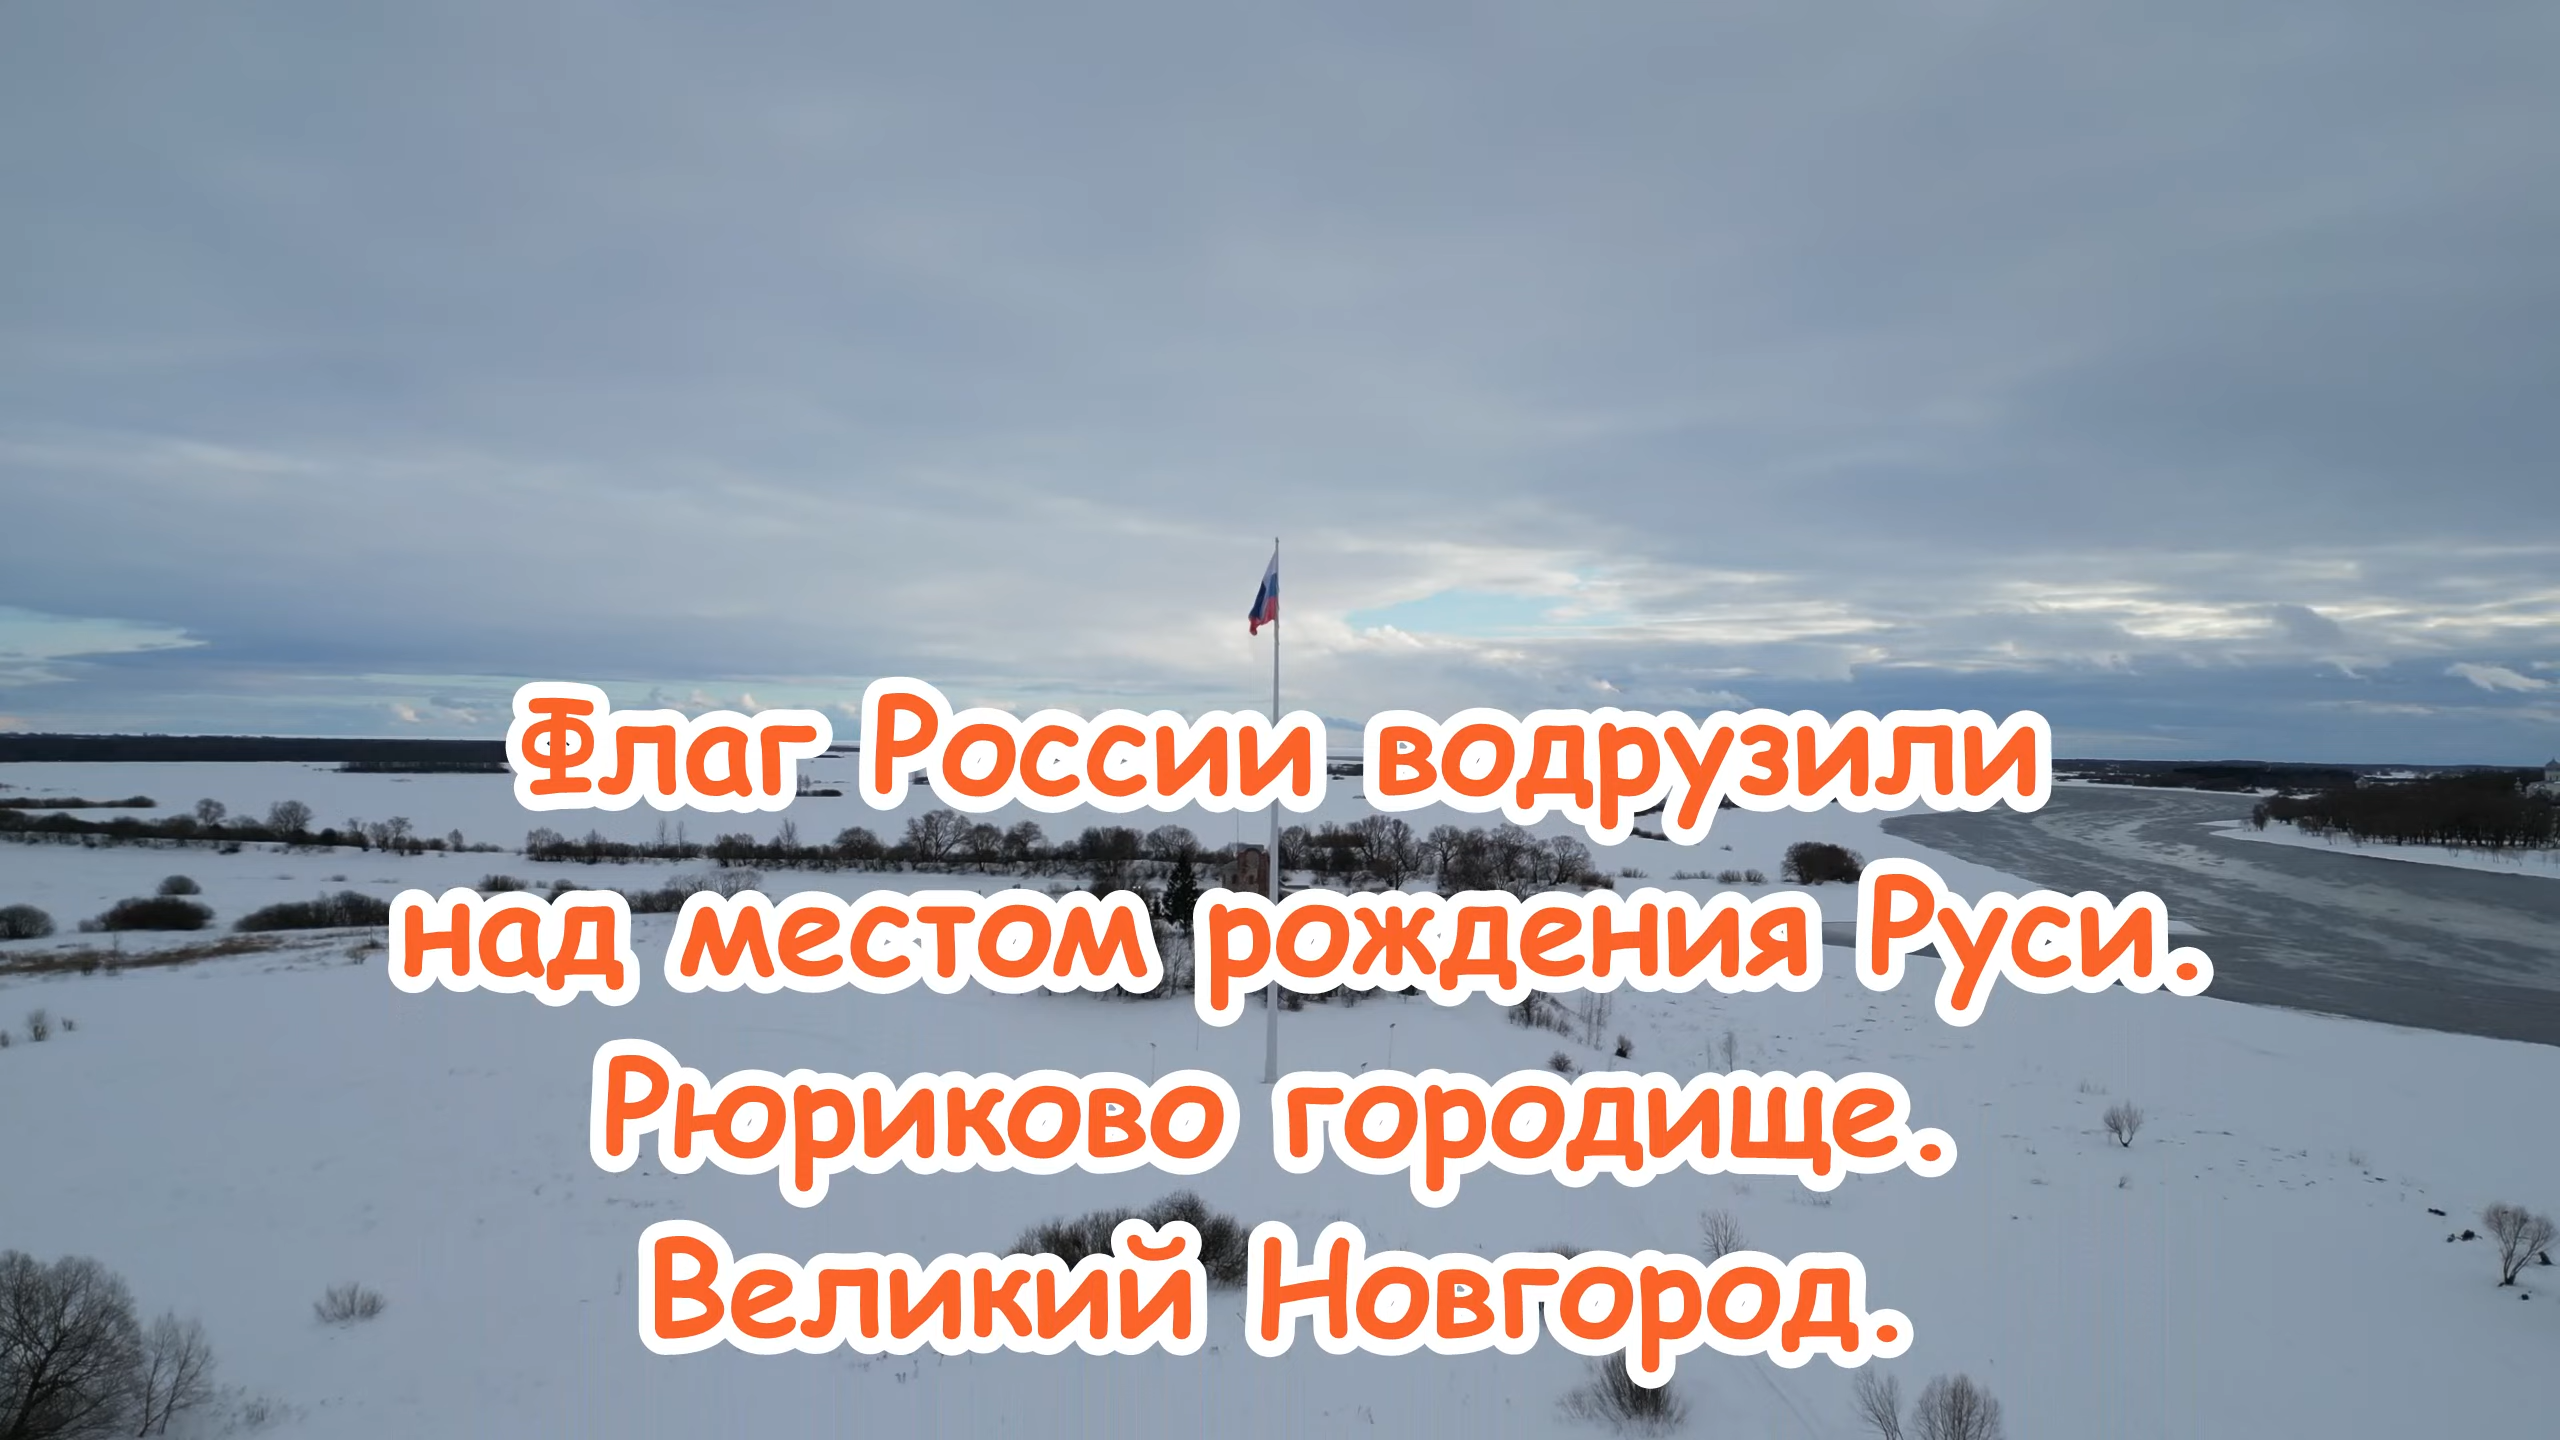 Флаг России водрузили
над местом рождения Руси.
Рюриково городище.
Великий Новгород.